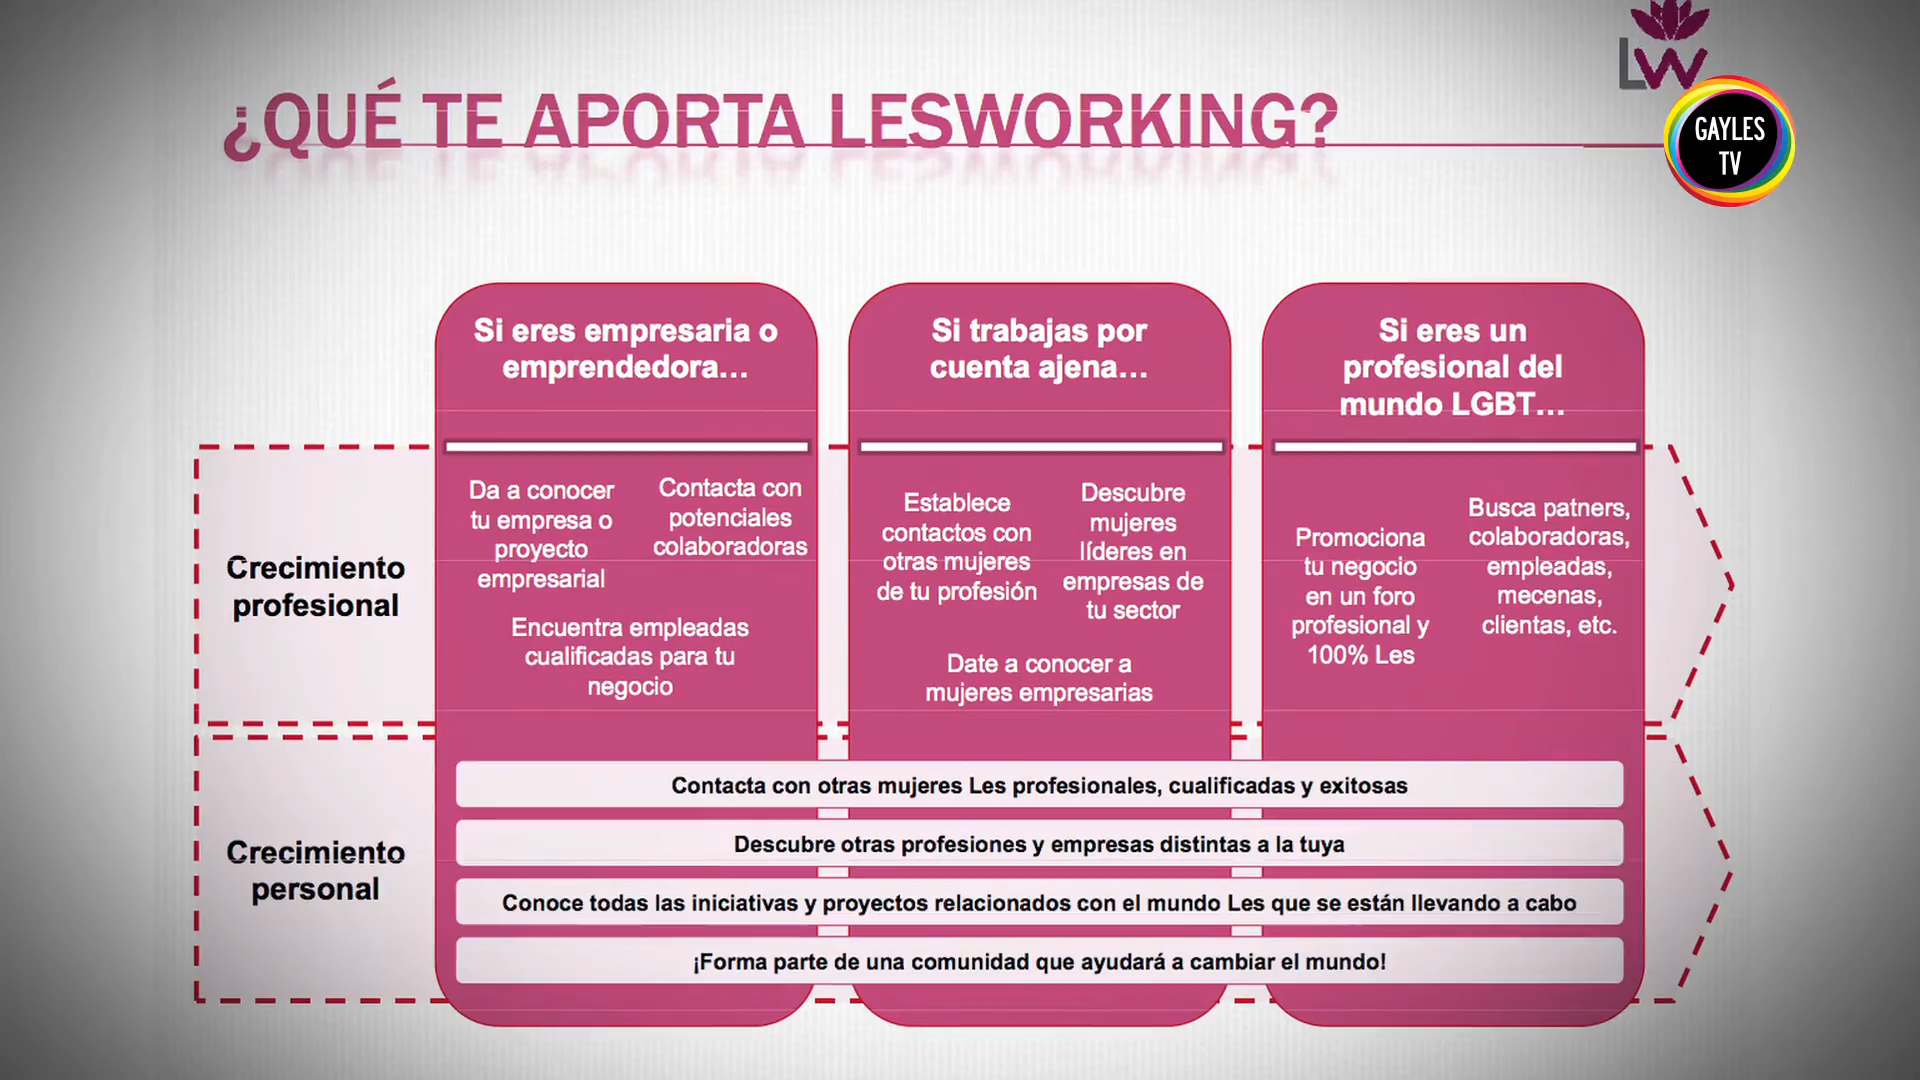 LW
¿QUÉ TE APORTA LESWORKING?
GAYLES
TV
Si eres empresaria o
emprendedora...
Si trabajas por
cuenta ajena...
Si eres un
profesional del
mundo LGBT...
Crecimiento
profesional
Da a conocer
tu empresa o
proyecto
empresarial
Contacta con
potenciales
colaboradoras
Encuentra empleadas
cualificadas para tu
negocio
Establece
contactos con
otras mujeres
de tu profesión
Descubre
mujeres
líderes en
empresas de
tu sector
Date a conocer a
mujeres empresarias
Promociona
tu negocio
en un foro
profesional y
100% Les
Busca patners,
colaboradoras,
empleadas,
mecenas,
clientas, etc.
Crecimiento
personal
Contacta con otras mujeres Les profesionales, cualificadas y exitosas
Descubre otras profesiones y empresas distintas a la tuya
Conoce todas las iniciativas y proyectos relacionados con el mundo Les que se están llevando a cabo
¡Forma parte de una comunidad que ayudará a cambiar el mundo!